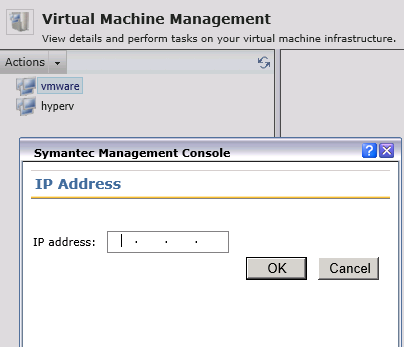 Virtual Machine Management
View details and perform tasks on your virtual machine infrastructure.
Actions
vmware
hyperv
Symantec Management Console
?
IP Address
IP address: . . .
OK Cancel